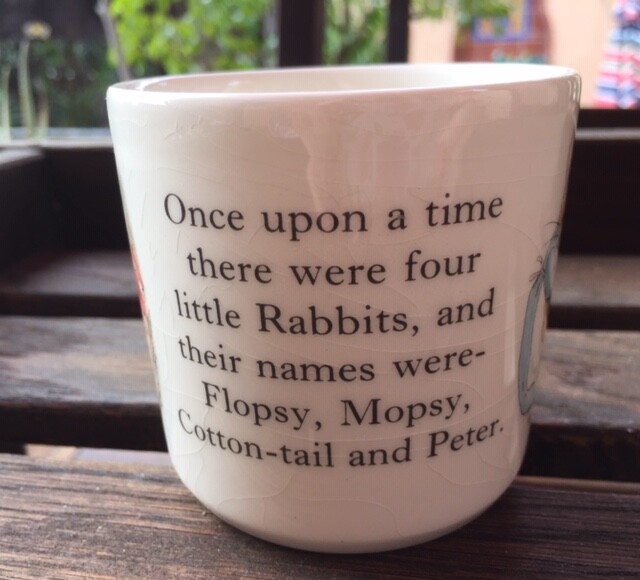 Once upon a time
there were four
little Rabbits, and
their names were-
Flopsy, Mopsy,
Cotton-tail and Peter.